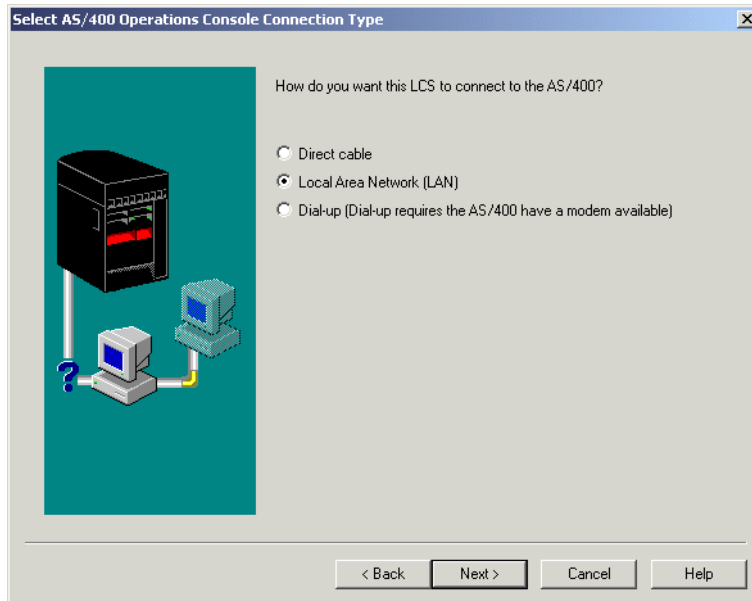 Select AS/400 Operations Console Connection Type
How do you want this LCS to connect to the AS/400?
Direct cable
Local Area Network (LAN)
Dial-up (Dial-up requires the AS/400 have a modem available)
?
< Back
Next >
Cancel
Help